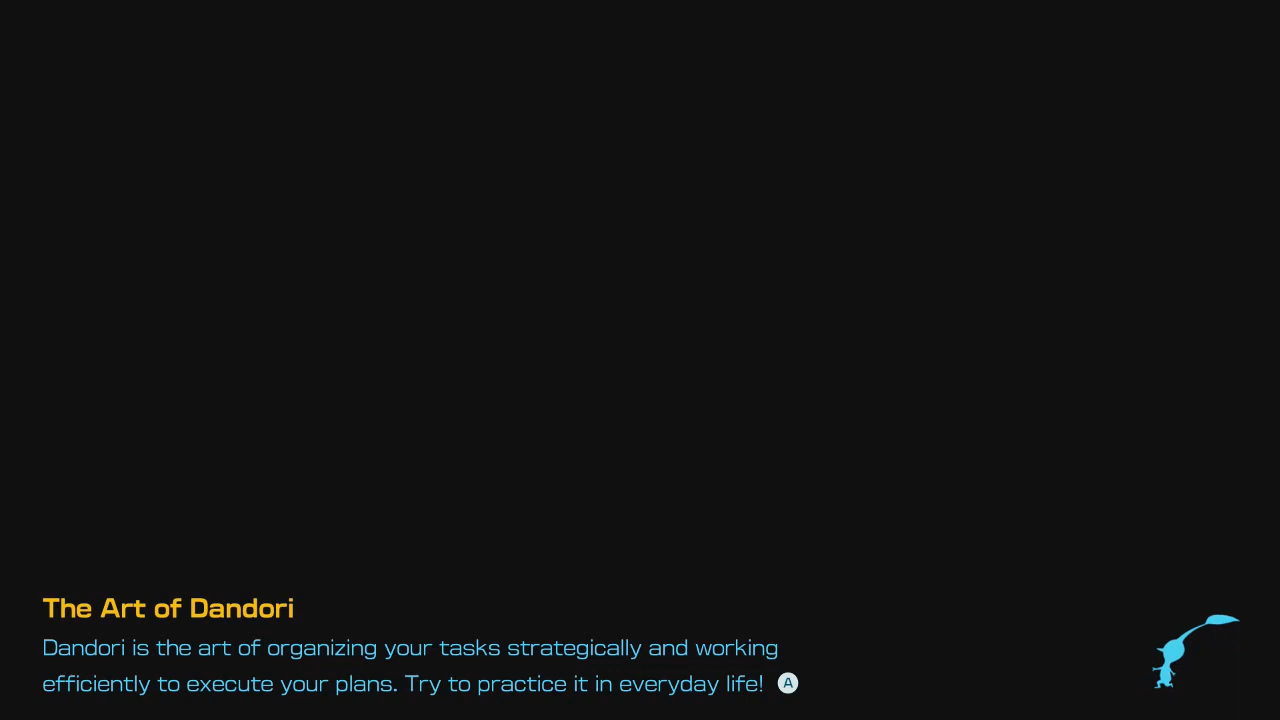 The Art of Dandori
Dandori is the art of organizing your tasks strategically and working
efficiently to execute your plans. Try to practice it in everyday life! A